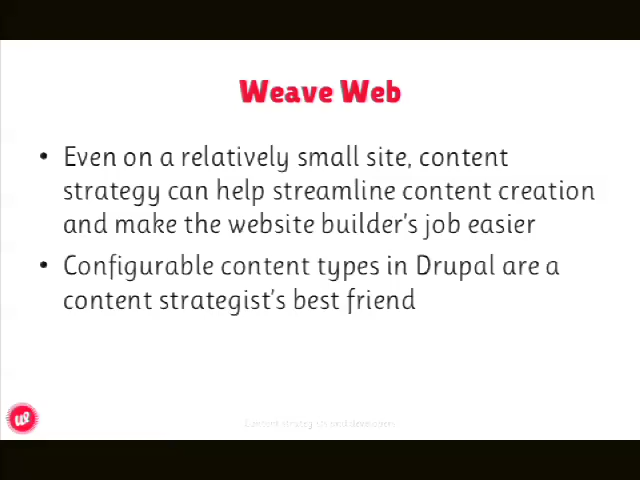 Weave Web
• Even on a relatively small site, content
strategy can help streamline content creation
and make the website builder's job easier
• Configurable content types in Drupal are a
content strategist's best friend